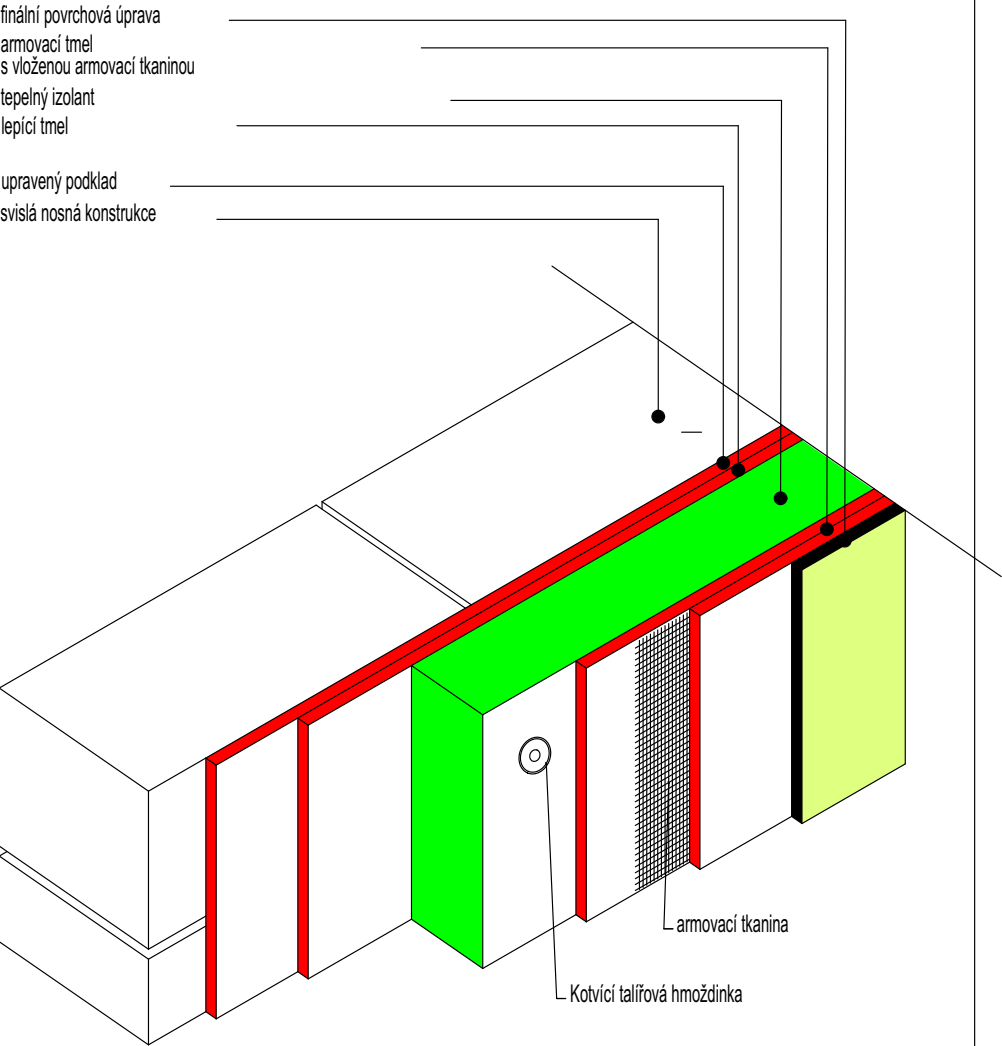 finální povrchová úprava
armovací tmel
s vloženou armovací tkaninou
tepelný izolant
lepící tmel
upravený podklad
svislá nosná konstrukce
armovací tkanina
Kotvící talířová hmoždinka